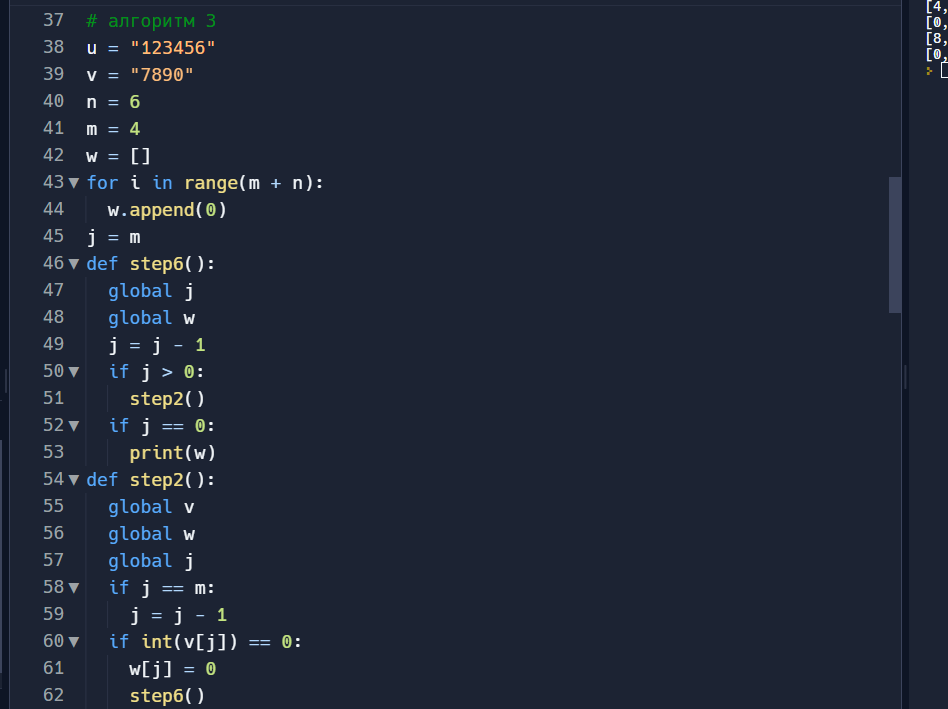 37 # алгоритм 3
38 u = "123456"
39 v = "7890"
40 n = 6
41 m = 4
42 w = []
43 for i in range(m + n):
44 w.append(0)
45 j = m
46 def step6():
47 global j
48 global w
49 j = j - 1
50 if j > 0:
51 step2()
52 if j == 0:
53 print(w)
54 def step2():
55 global v
56 global w
57 global j
58 if j == m:
59 j = j - 1
60 if int(v[j]) == 0:
61 w[j] = 0
62 step6()
[4,
[0,
[8,
[0,